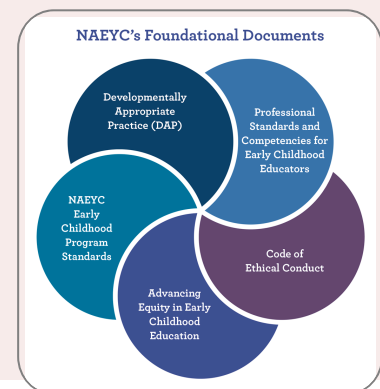 NAEYC’s Foundational Documents
Developmentally
Appropriate
Practice (DAP)
Professional
Standards and
Competencies for
Early Childhood
Educators
NAEYC
Early
Childhood
Program
Standards
Code of
Ethical Conduct
Advancing
Equity in Early
Childhood
Education